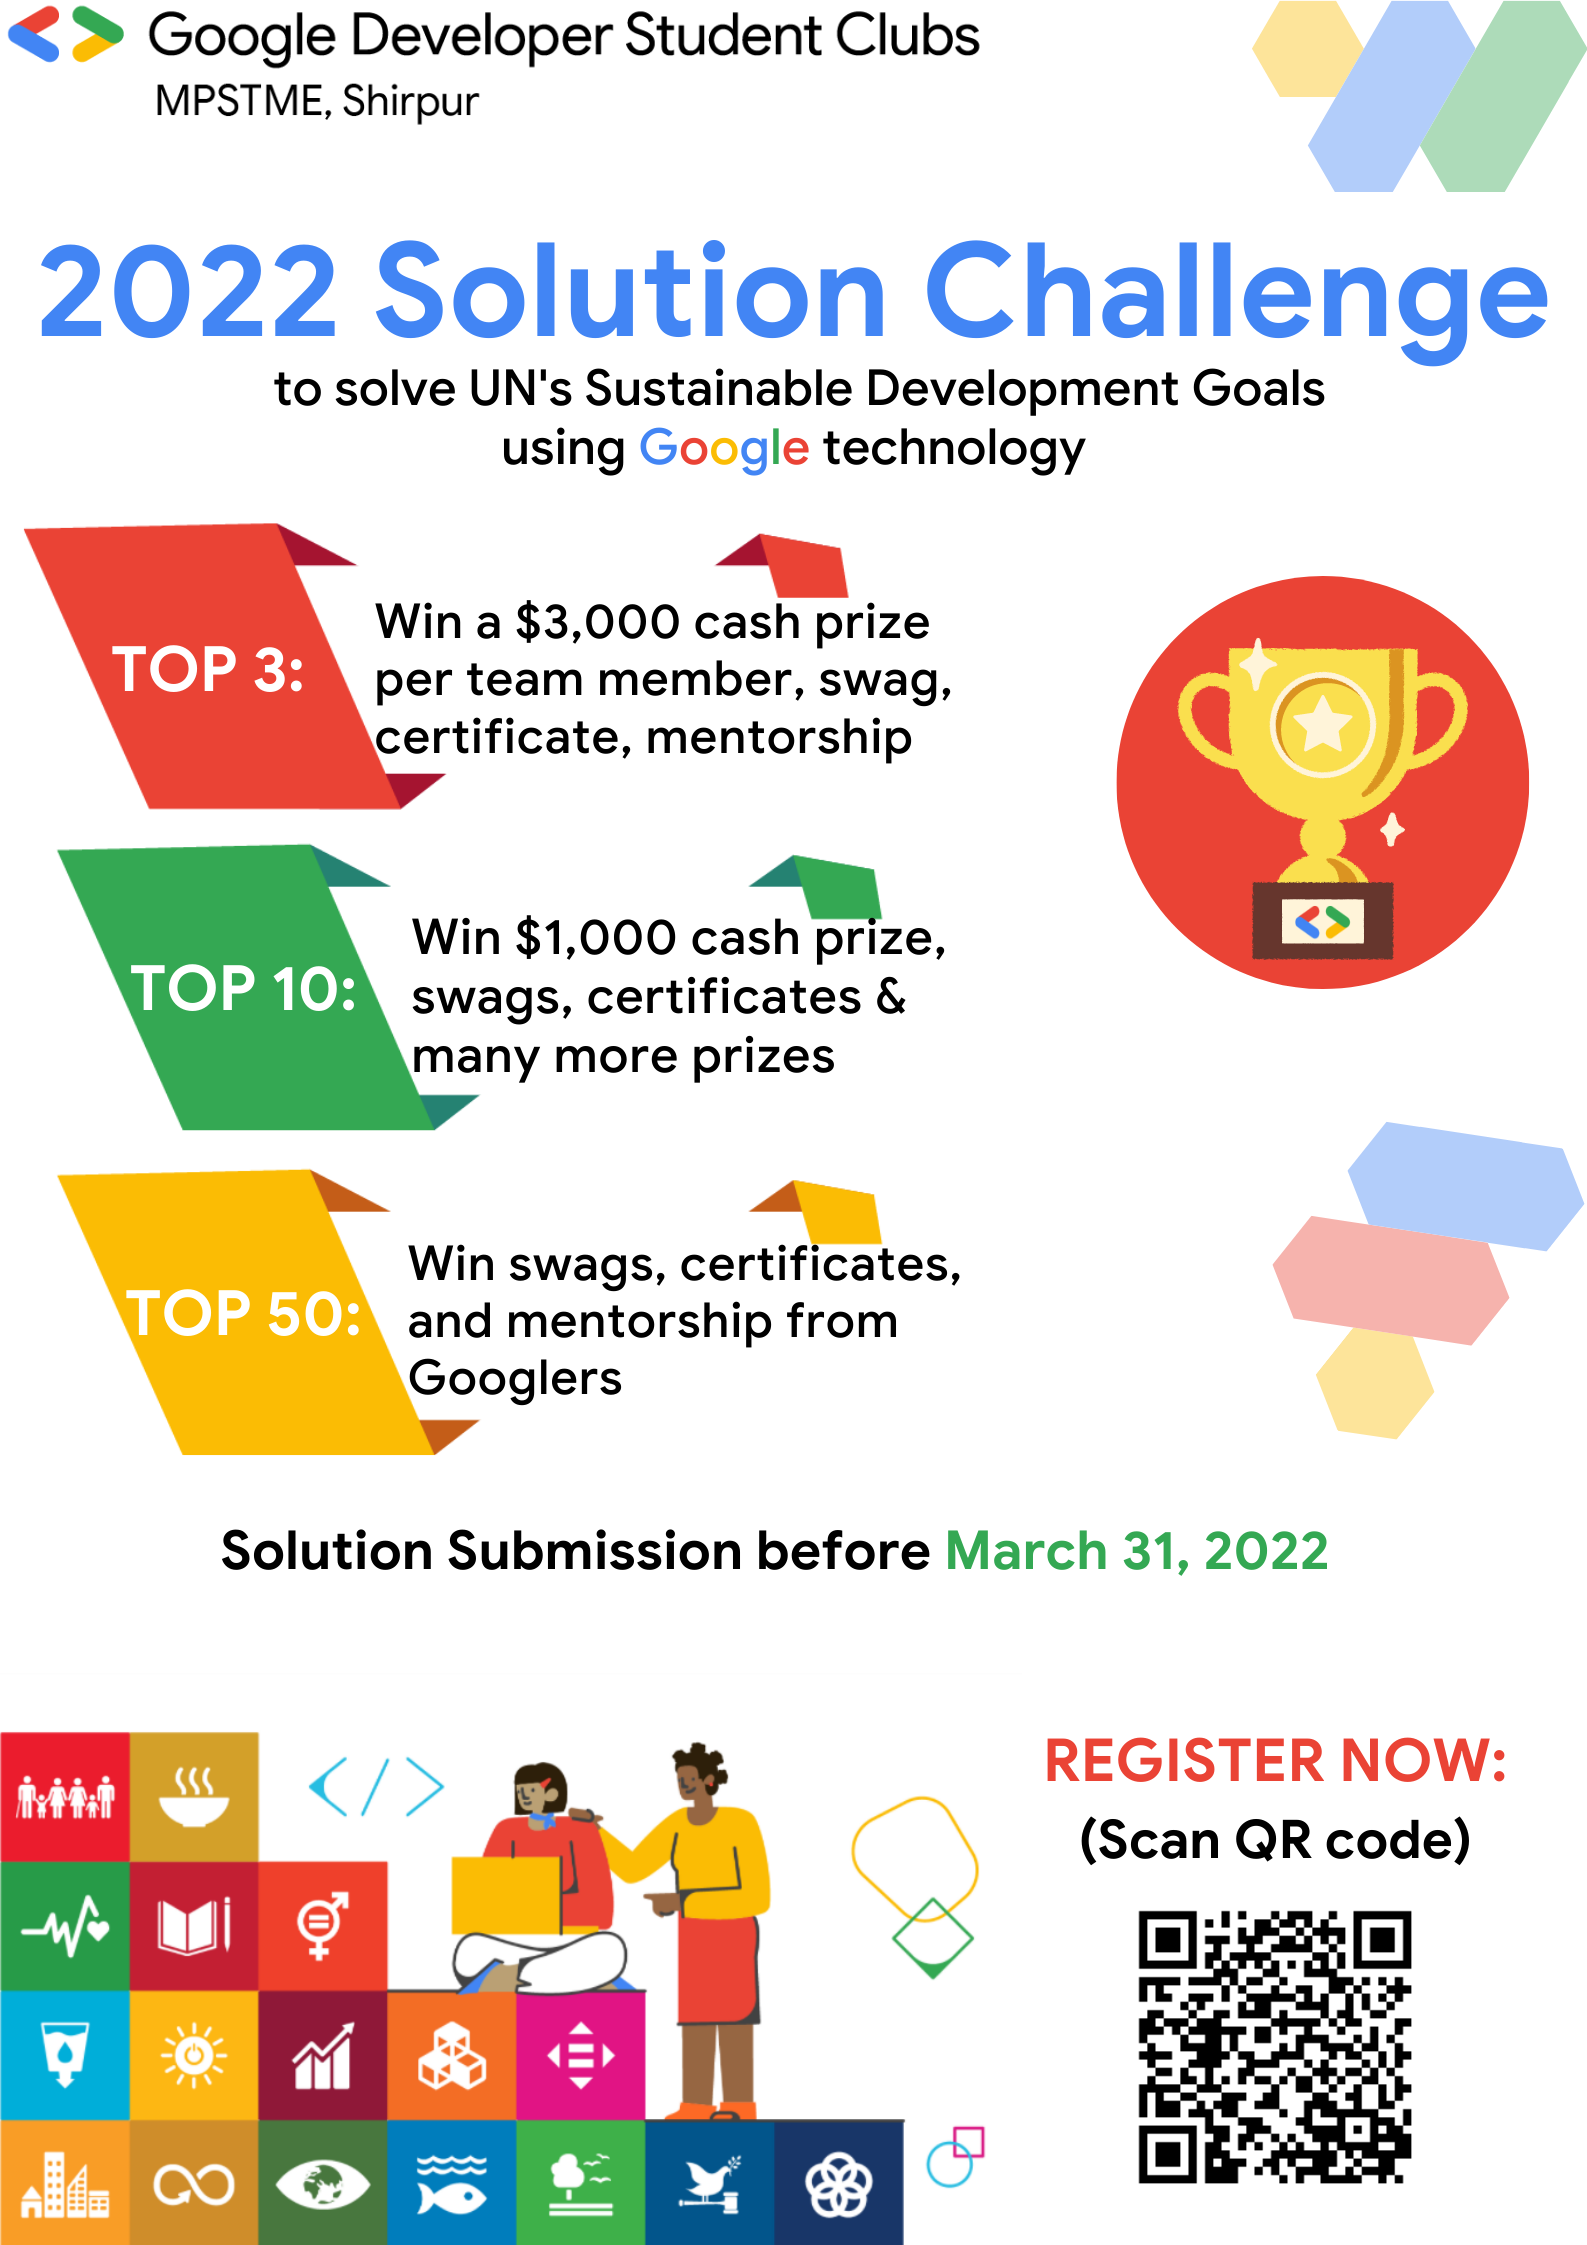 Google Developer Student Clubs
MPSTME, Shirpur
2022 Solution Challenge
to solve UN's Sustainable Development Goals
using Google technology
TOP 3:
Win a $3,000 cash prize
per team member, swag,
certificate, mentorship
TOP 10:
Win $1,000 cash prize,
swags, certificates &
many more prizes
TOP 50:
Win swags, certificates,
and mentorship from
Googlers
Solution Submission before March 31, 2022
REGISTER NOW:
(Scan QR code)